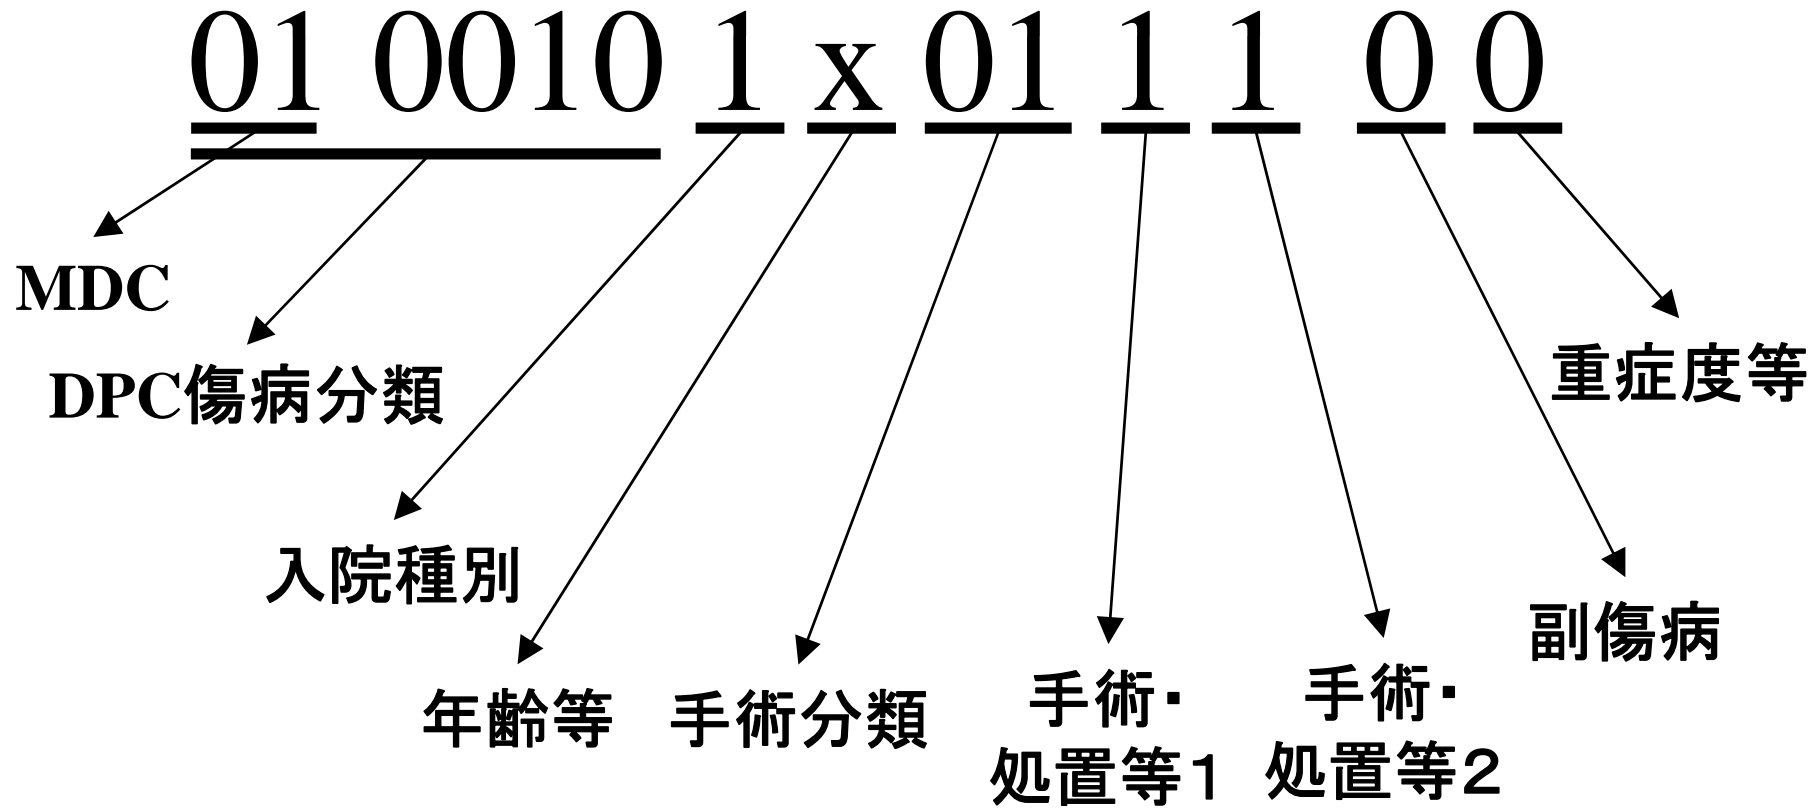 01 0010 1 x 01 1 1 0 0
MDC
DPC傷病分類
重症度等
入院種別
副傷病
年齢等
手術分類
手術・
処置等1
手術・
処置等2